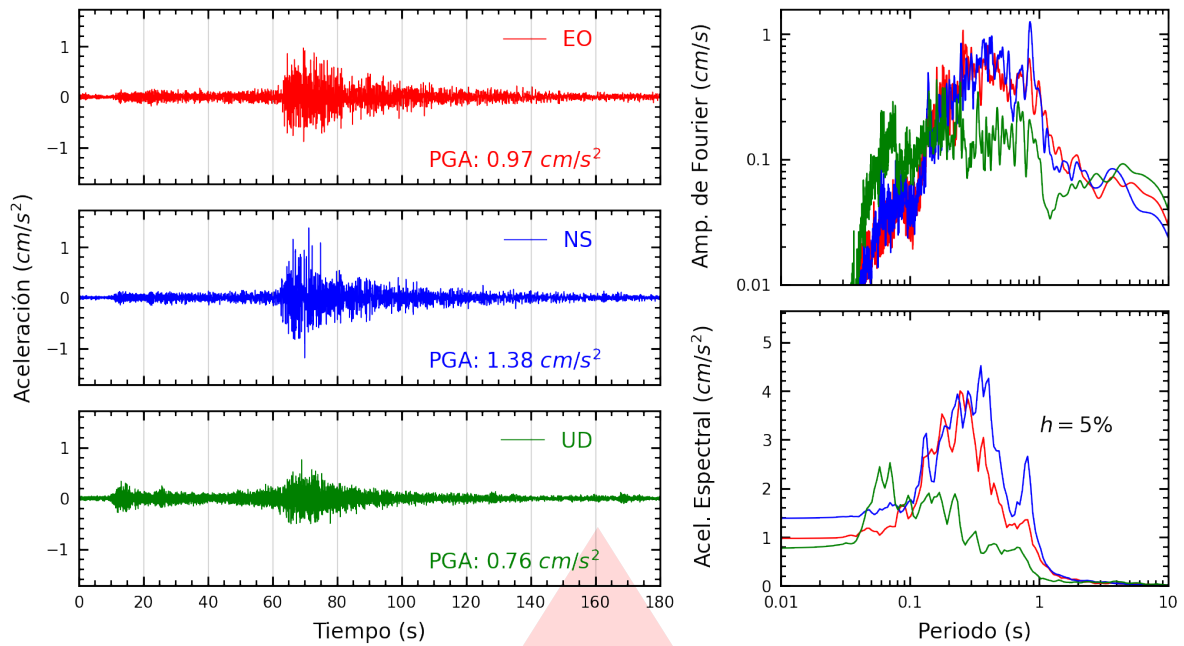 Aceleración (cm/s²)
1
0
−1
EO
PGA: 0.97 cm/s²
1
0
−1
NS
PGA: 1.38 cm/s²
1
0
−1
UD
PGA: 0.76 cm/s²
0 20 40 60 80 100 120 140 160 180
Tiempo (s)
Amp. de Fourier (cm/s)
1
0.1
0.01
Acel. Espectral (cm/s²)
5
4
3
2
1
0
h = 5%
0.01 0.1 1 10
Periodo (s)